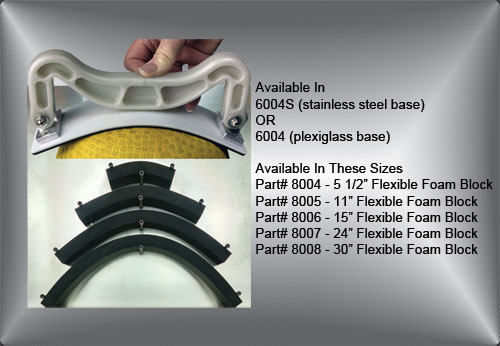 Available In
6004S (stainless steel base)
OR
6004 (plexiglass base)
Available In These Sizes
Part# 8004 - 5 1/2" Flexible Foam Block
Part# 8005 - 11" Flexible Foam Block
Part# 8006 - 15" Flexible Foam Block
Part# 8007 - 24" Flexible Foam Block
Part# 8008 - 30" Flexible Foam Block